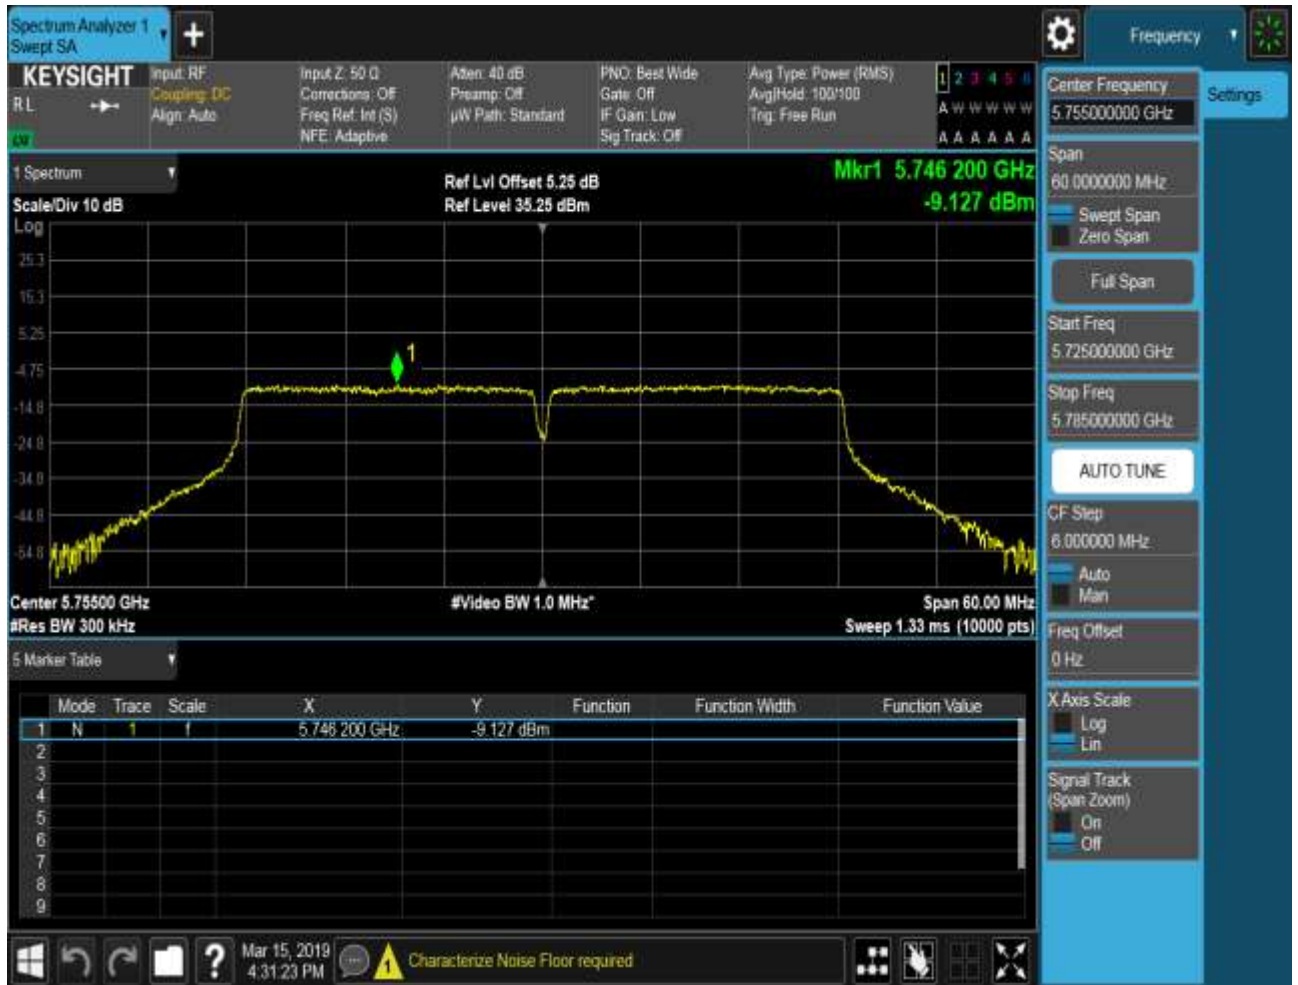 Spectrum Analyzer 1
Swept SA
Frequency
KEYSIGHT
RL
Input: RF
Coupling: DC
Align: Auto
Input Z: 50 Ω
Corrections: Off
Freq Ref: Int (S)
NFE: Adaptive
Atten: 40 dB
Preamp: Off
µW Path: Standard
PNO: Best Wide
Gate: Off
IF Gain: Low
Sig Track: Off
Avg Type: Power (RMS)
Avg|Hold: 100/100
Trig: Free Run
1 2 3 4 5 6
A W W W W W
A A A A A A
1 Spectrum
Scale/Div 10 dB
Ref Lvl Offset 5.25 dB
Ref Level 35.25 dBm
Mkr1 5.746 200 GHz
-9.127 dBm
Log
25.3
15.3
5.25
-4.75
-14.8
-24.8
-34.8
-44.8
-54.8
1
Center 5.75500 GHz
#Res BW 300 kHz
#Video BW 1.0 MHz*
Span 60.00 MHz
Sweep 1.33 ms (10000 pts)
5 Marker Table
Mode Trace Scale X Y Function Function Width Function Value
1 N 1 f 5.746 200 GHz -9.127 dBm
2
3
4
5
6
7
8
9
Center Frequency
5.755000000 GHz
Settings
Span
60.0000000 MHz
Swept Span
Zero Span
Full Span
Start Freq
5.725000000 GHz
Stop Freq
5.785000000 GHz
AUTO TUNE
CF Step
6.000000 MHz
Auto
Man
Freq Offset
0 Hz
X Axis Scale
Log
Lin
Signal Track
(Span Zoom)
On
Off
?
Mar 15, 2019
4:31:23 PM
1
Characterize Noise Floor required